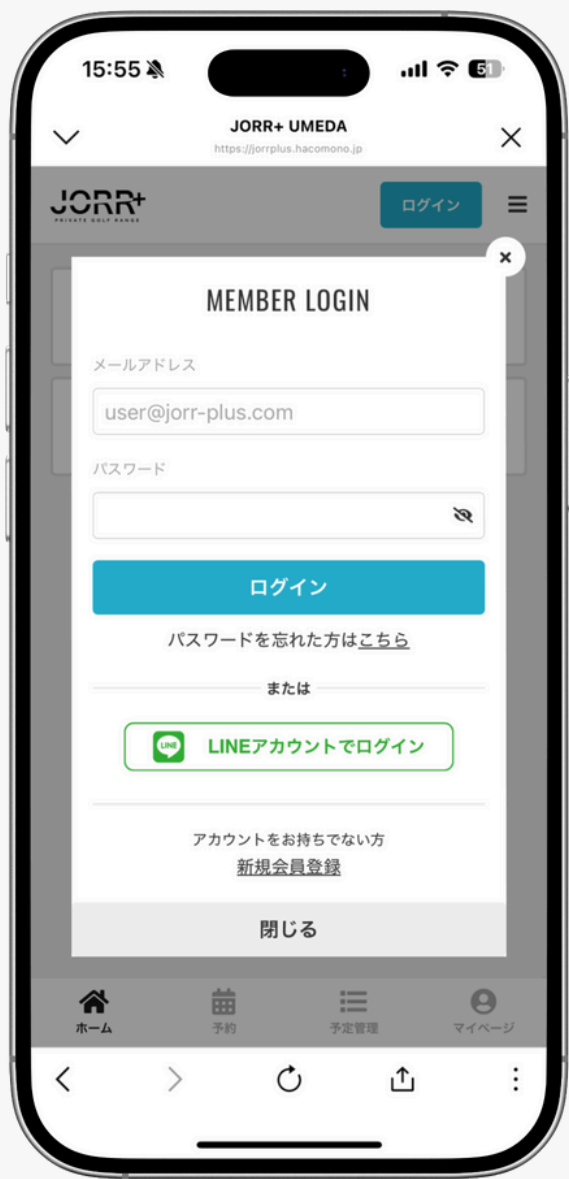 15:55
51
JORR+ UMEDA
https://jorrplus.hacomono.jp
JORR+
PRIVATE GOLF RANGE
ログイン
MEMBER LOGIN
メールアドレス
user@jorr-plus.com
パスワード
ログイン
パスワードを忘れた方はこちら
または
LINE
LINEアカウントでログイン
アカウントをお持ちでない方
新規会員登録
閉じる
ホーム
予約
予定管理
マイページ